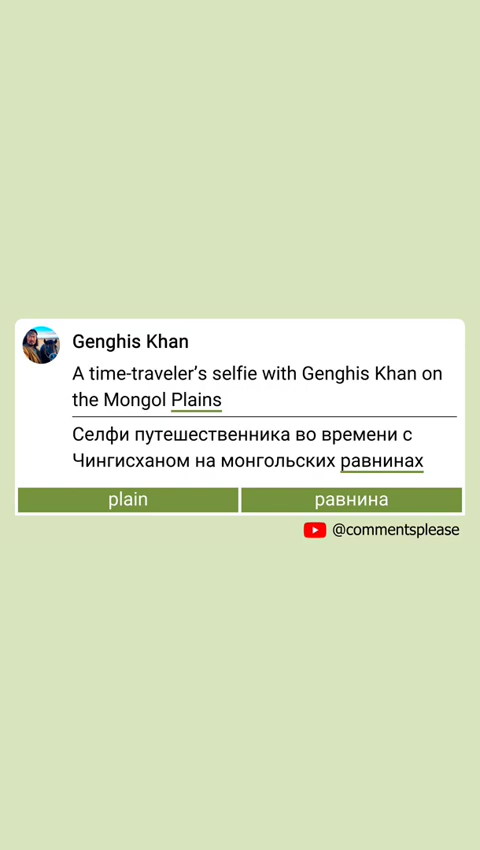 Genghis Khan
A time-traveler’s selfie with Genghis Khan on
the Mongol Plains
Селфи путешественника во времени с
Чингисханом на монгольских равнинах
plain
равнина
@commentsplease